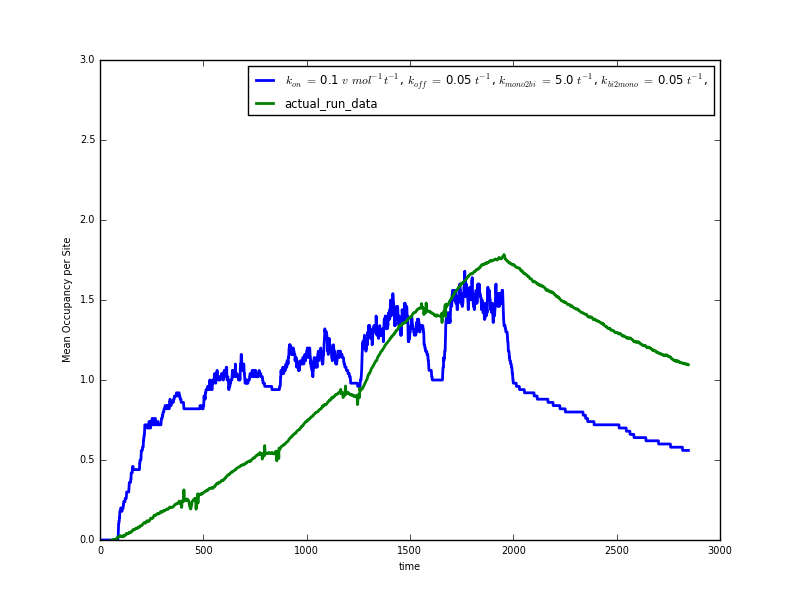 3.0
k_on = 0.1 v mol⁻¹t⁻¹, k_off = 0.05 t⁻¹, k_mono2bi = 5.0 t⁻¹, k_bi2mono = 0.05 t⁻¹,
actual_run_data
2.5
2.0
Mean Occupancy per Site
1.5
1.0
0.5
0.0
0 500 1000 1500 2000 2500 3000
time